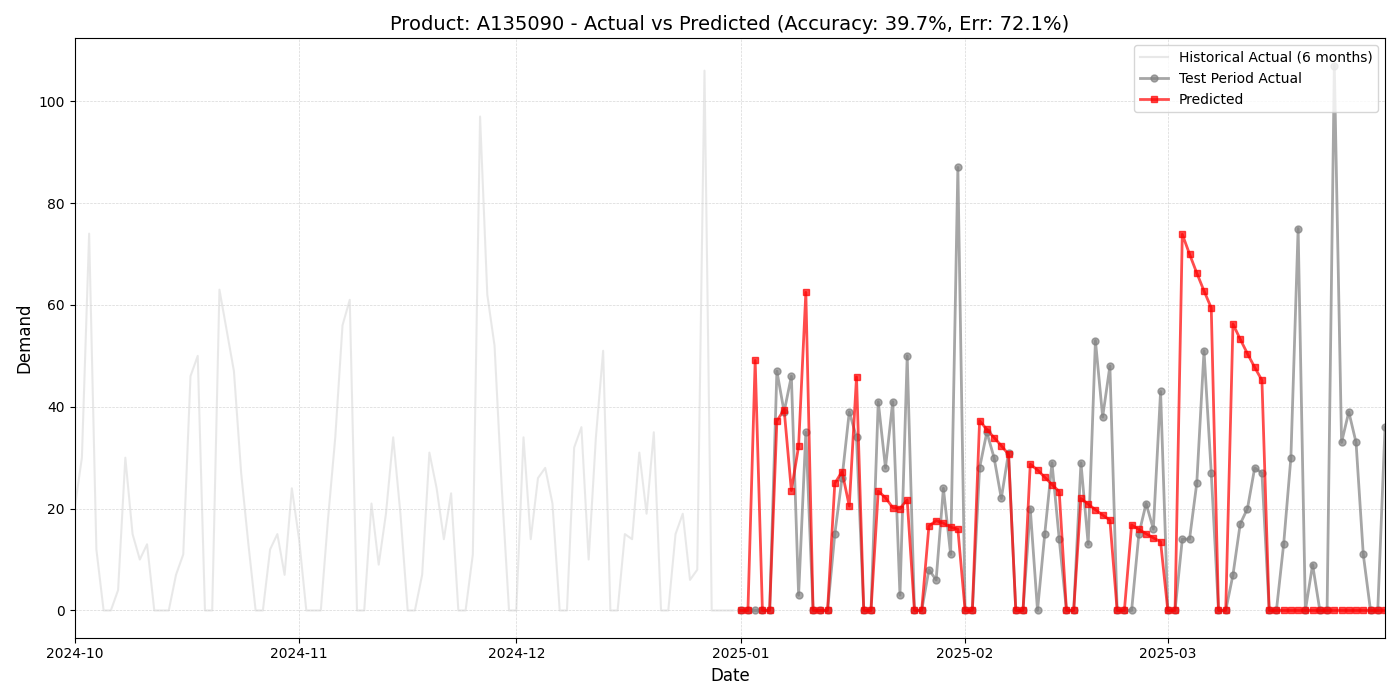 Product: A135090 - Actual vs Predicted (Accuracy: 39.7%, Err: 72.1%)
Historical Actual (6 months)
Test Period Actual
Predicted
Demand
100
80
60
40
20
0
2024-10
2024-11
2024-12
2025-01
2025-02
2025-03
Date